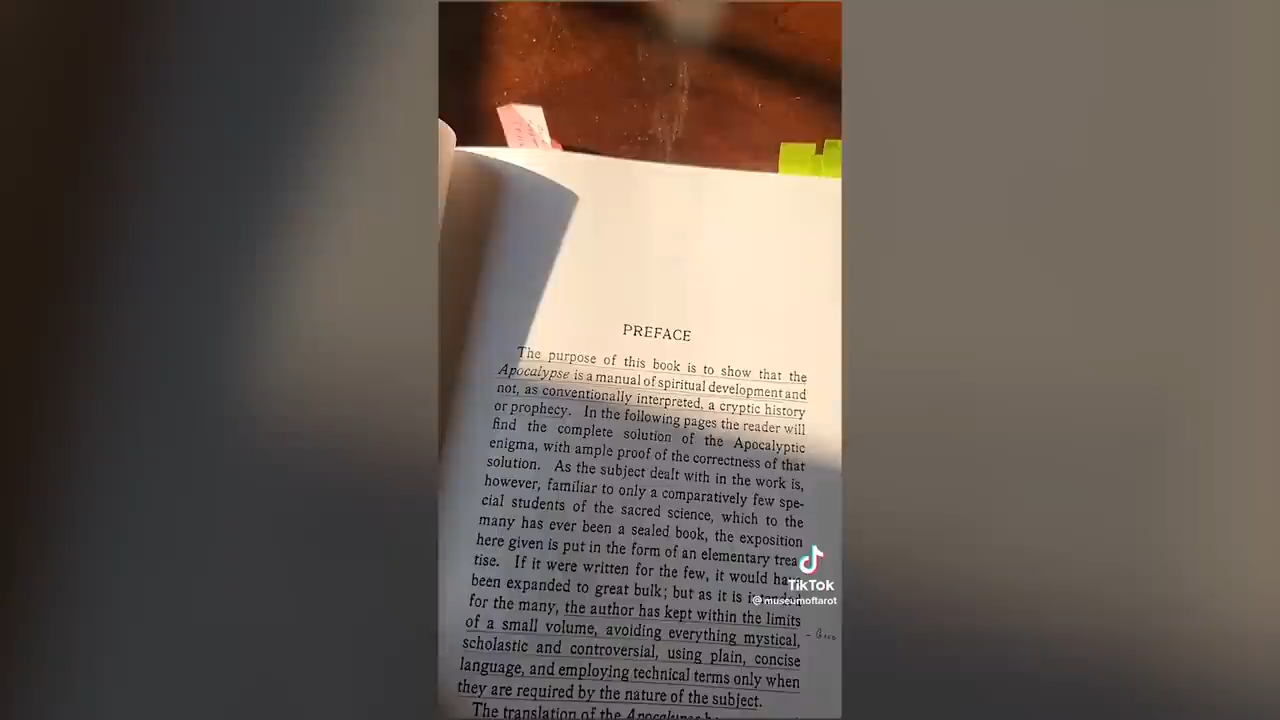 PREFACE
The purpose of this book is to show that the
Apocalypse is a manual of spiritual development and
not, as conventionally interpreted, a cryptic history
or prophecy. In the following pages the reader will
find the complete solution of the Apocalyptic
enigma, with ample proof of the correctness of that
solution. As the subject dealt with in the work is,
however, familiar to only a comparatively few spe-
cial students of the sacred science, which to the
many has ever been a sealed book, the exposition
here given is put in the form of an elementary trea
tise. If it were written for the few, it would ha
been expanded to great bulk; but as it is intended
for the many, the author has kept within the limits
of a small volume, avoiding everything mystical,
scholastic and controversial, using plain, concise
language, and employing technical terms only when
they are required by the nature of the subject.
The translation of the Apocalypse
TikTok
@museumoftarot